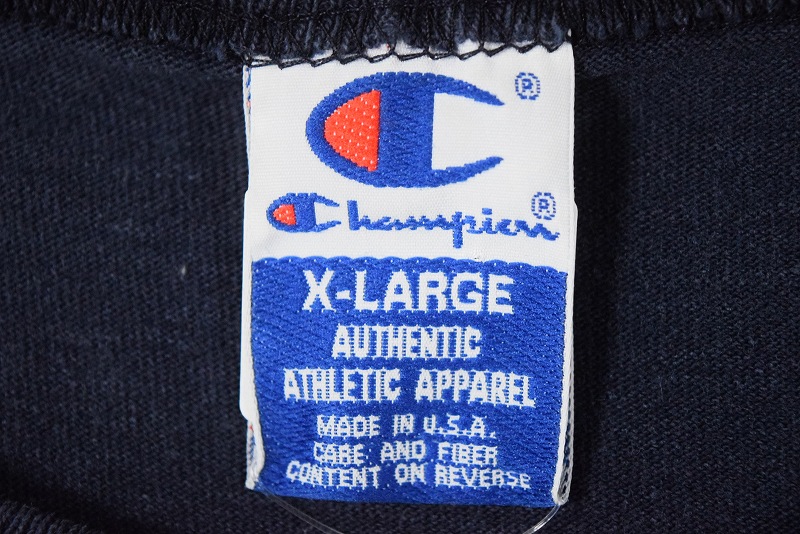 C ®
Champion ®
X-LARGE
AUTHENTIC
ATHLETIC APPAREL
MADE IN U.S.A.
CARE AND FIBER
CONTENT ON REVERSE